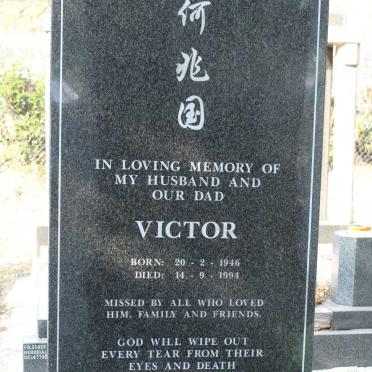 何兆国
IN LOVING MEMORY OF
MY HUSBAND AND
OUR DAD
VICTOR
BORN: 20 - 2 - 1946
DIED: 14 - 9 - 1994
MISSED BY ALL WHO LOVED
HIM, FAMILY AND FRIENDS.
GOD WILL WIPE OUT
EVERY TEAR FROM THEIR
EYES AND DEATH
MEMORIAL